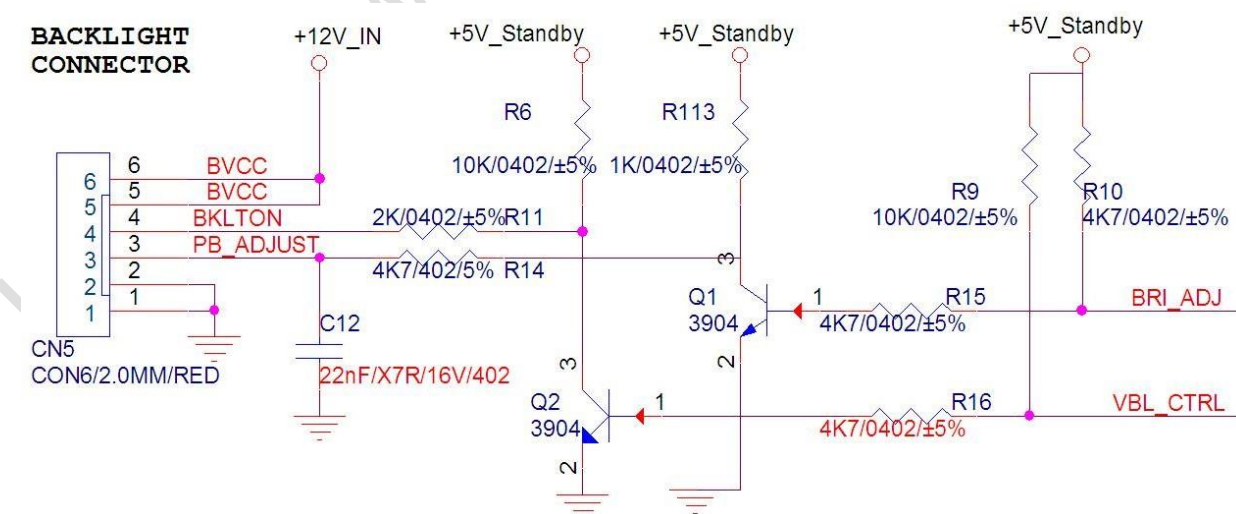 BACKLIGHT
CONNECTOR
+12V_IN
+5V_Standby
+5V_Standby
+5V_Standby
R6
10K/0402/±5%
R113
1K/0402/±5%
R9
10K/0402/±5%
R10
4K7/0402/±5%
6
6
BVCC
5
5
BVCC
4
4
BKLTON
2K/0402/±5%
R11
3
3
PB_ADJUST
4K7/402/5%
R14
2
2
1
1
CN5
CON6/2.0MM/RED
C12
22nF/X7R/16V/402
3
Q1
3904
1
2
R15
4K7/0402/±5%
BRI_ADJ
3
Q2
3904
1
2
R16
4K7/0402/±5%
VBL_CTRL